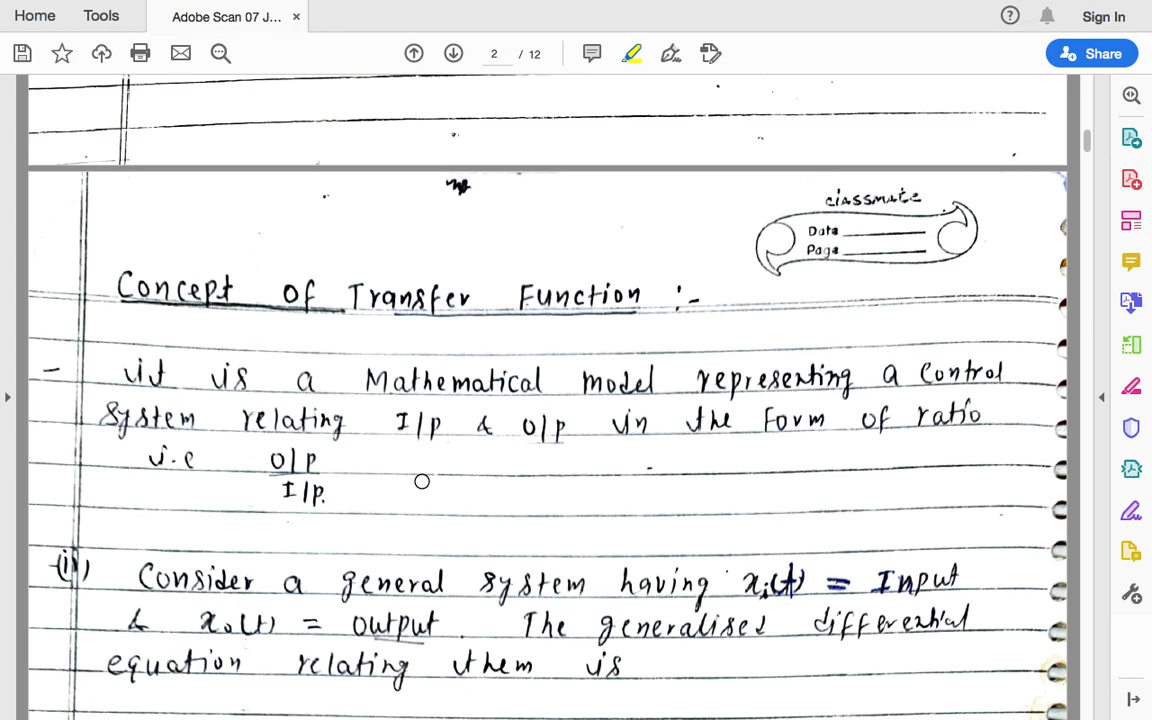 Home Tools Adobe Scan 07 J... × Sign In
2 / 12 Share
classmate
Date
Page
Concept of Transfer Function :-
- it is a Mathematical model representing a control
system relating I/p & O/p in the form of ratio
i.e O/p
I/p.
(ii) Consider a general system having xi(t) = Input
& xo(t) = output. The generalised differential
equation relating them is